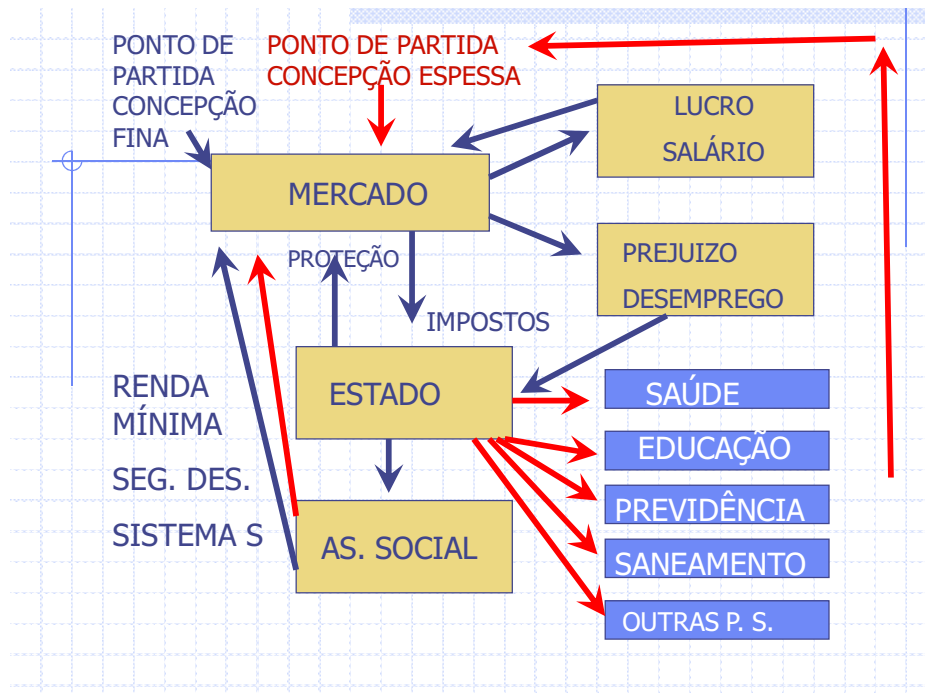 PONTO DE
PARTIDA
CONCEPÇÃO
FINA
PONTO DE PARTIDA
CONCEPÇÃO ESPESSA
LUCRO
SALÁRIO
MERCADO
PROTEÇÃO
PREJUIZO
DESEMPREGO
IMPOSTOS
ESTADO
RENDA
MÍNIMA
SEG. DES.
SISTEMA S
AS. SOCIAL
SAÚDE
EDUCAÇÃO
PREVIDÊNCIA
SANEAMENTO
OUTRAS P. S.